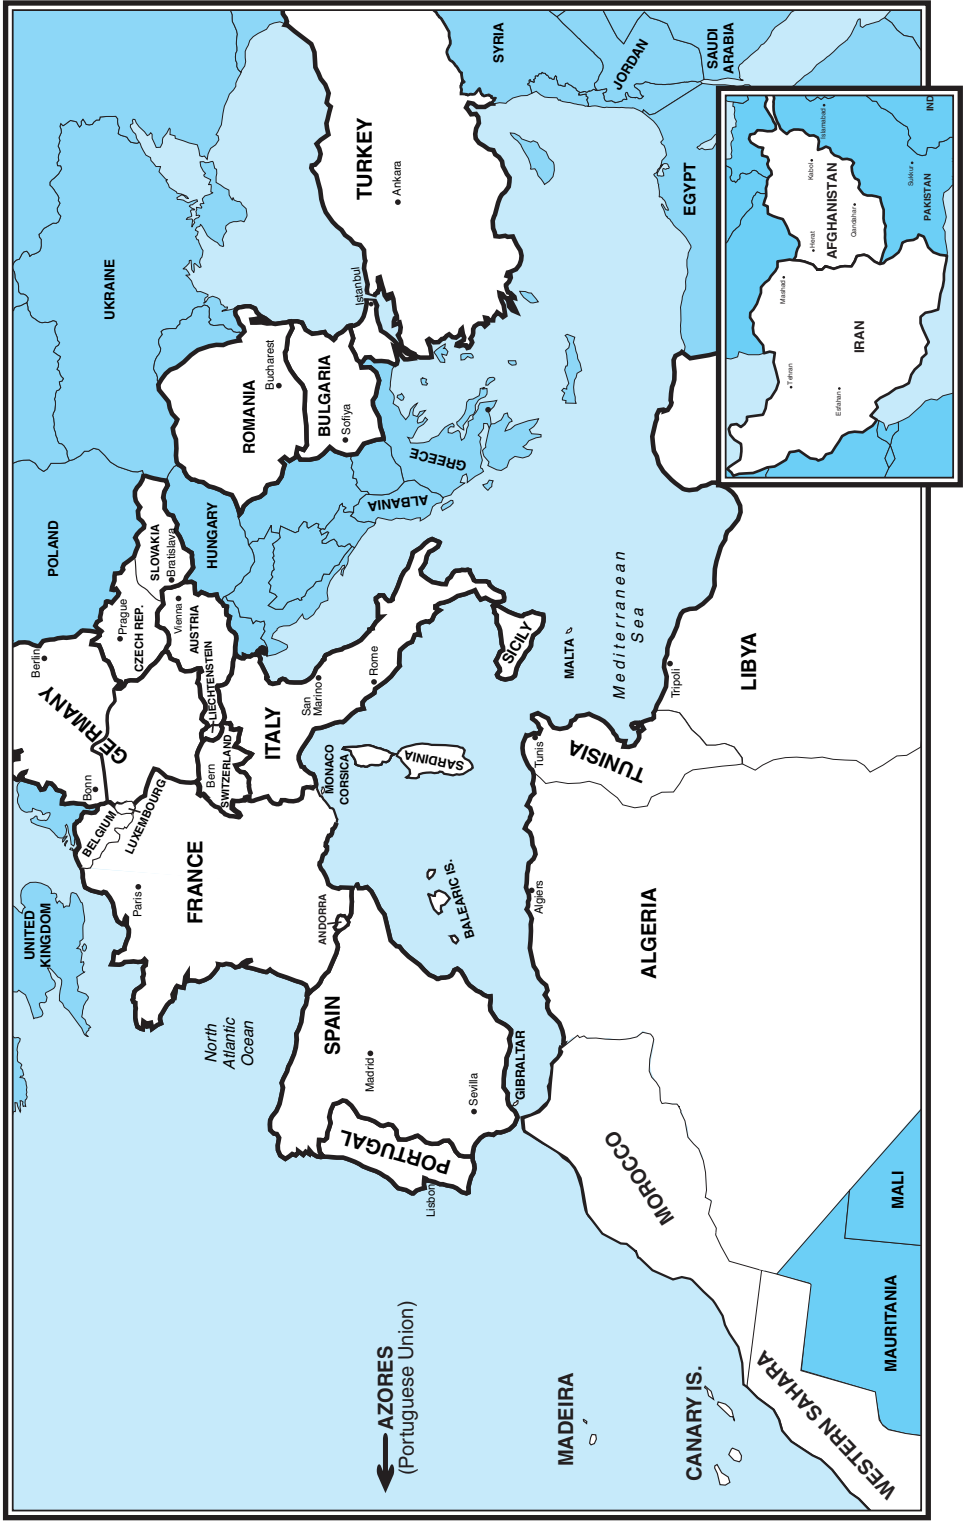 UNITED
KINGDOM
POLAND
UKRAINE
Berlin
GERMANY
Bonn
BELGIUM
LUXEMBOURG
Paris
FRANCE
Prague
CZECH REP.
SLOVAKIA
Bratislava
Vienna
AUSTRIA
LIECHTENSTEIN
Bern
SWITZERLAND
HUNGARY
ROMANIA
Bucharest
BULGARIA
Sofiya
North
Atlantic
Ocean
ITALY
San
Marino
Rome
MONACO
CORSICA
SARDINIA
ANDORRA
SPAIN
Madrid
Sevilla
PORTUGAL
Lisbon
GIBRALTAR
BALEARIC IS.
ALBANIA
GREECE
Istanbul
TURKEY
Ankara
SYRIA
JORDAN
SAUDI
ARABIA
EGYPT
SICILY
MALTA
Mediterranean
Sea
AZORES
(Portuguese Union)
MADEIRA
CANARY IS.
Tunis
TUNISIA
Algiers
ALGERIA
Tripoli
LIBYA
MOROCCO
WESTERN SAHARA
MAURITANIA
MALI
Tehran
Mashad
Esfahan
IRAN
Herat
Kabol
AFGHANISTAN
Qandahar
Islamabad
Sukkur
PAKISTAN
IND